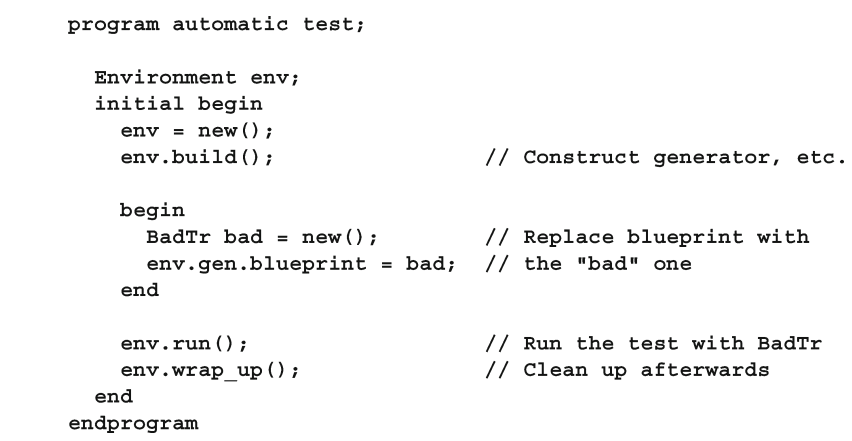 program automatic test;
Environment env;
initial begin
env = new();
env.build(); // Construct generator, etc.
begin
BadTr bad = new(); // Replace blueprint with
env.gen.blueprint = bad; // the "bad" one
end
env.run(); // Run the test with BadTr
env.wrap_up(); // Clean up afterwards
end
endprogram